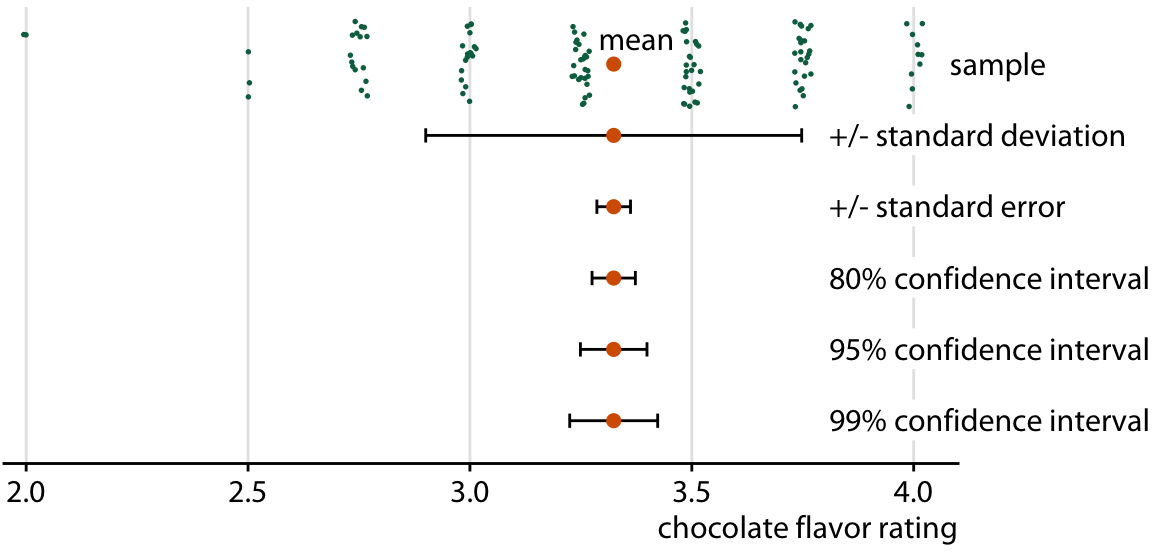 mean
sample
+/- standard deviation
+/- standard error
80% confidence interval
95% confidence interval
99% confidence interval
2.0 2.5 3.0 3.5 4.0
chocolate flavor rating